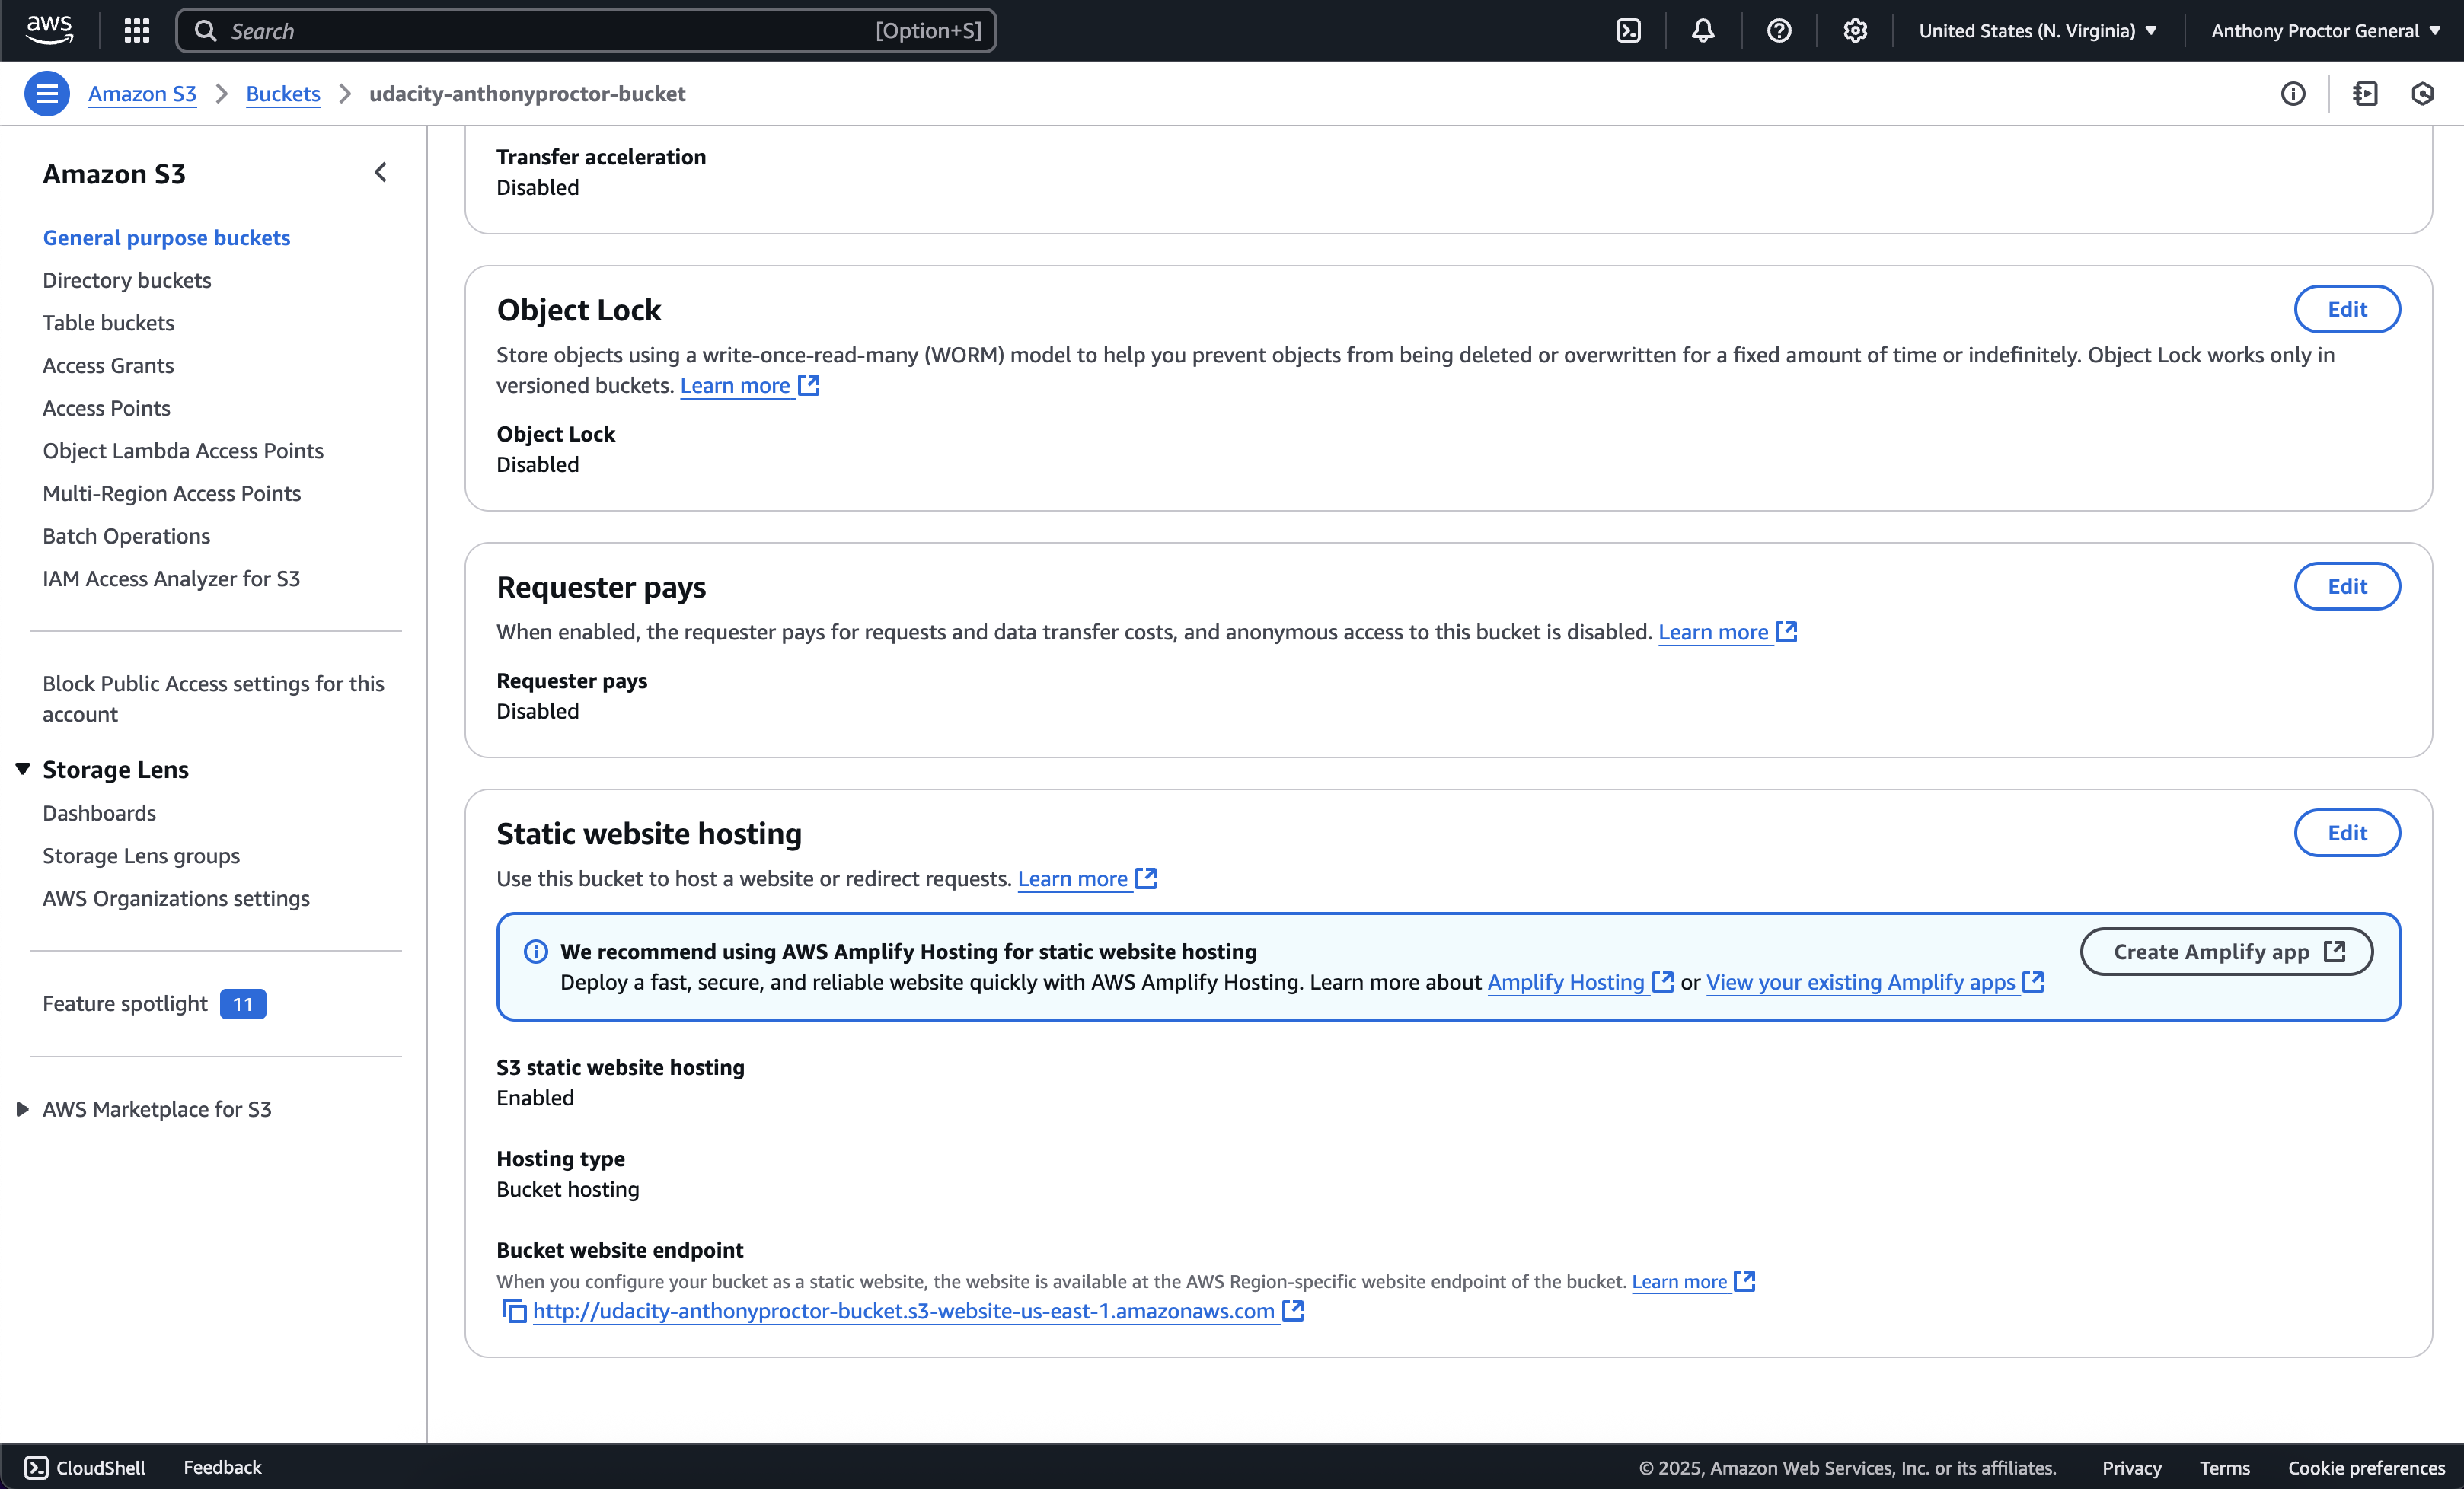 aws
Search [Option+S]
United States (N. Virginia)
Anthony Proctor General
Amazon S3 Buckets udacity-anthonyproctor-bucket
Amazon S3
General purpose buckets
Directory buckets
Table buckets
Access Grants
Access Points
Object Lambda Access Points
Multi-Region Access Points
Batch Operations
IAM Access Analyzer for S3
Block Public Access settings for this
account
Storage Lens
Dashboards
Storage Lens groups
AWS Organizations settings
Feature spotlight 11
AWS Marketplace for S3
Transfer acceleration
Disabled
Object Lock
Edit
Store objects using a write-once-read-many (WORM) model to help you prevent objects from being deleted or overwritten for a fixed amount of time or indefinitely. Object Lock works only in
versioned buckets. Learn more
Object Lock
Disabled
Requester pays
Edit
When enabled, the requester pays for requests and data transfer costs, and anonymous access to this bucket is disabled. Learn more
Requester pays
Disabled
Static website hosting
Edit
Use this bucket to host a website or redirect requests. Learn more
We recommend using AWS Amplify Hosting for static website hosting
Deploy a fast, secure, and reliable website quickly with AWS Amplify Hosting. Learn more about Amplify Hosting or View your existing Amplify apps
Create Amplify app
S3 static website hosting
Enabled
Hosting type
Bucket hosting
Bucket website endpoint
When you configure your bucket as a static website, the website is available at the AWS Region-specific website endpoint of the bucket. Learn more
http://udacity-anthonyproctor-bucket.s3-website-us-east-1.amazonaws.com
CloudShell Feedback
© 2025, Amazon Web Services, Inc. or its affiliates. Privacy Terms Cookie preferences